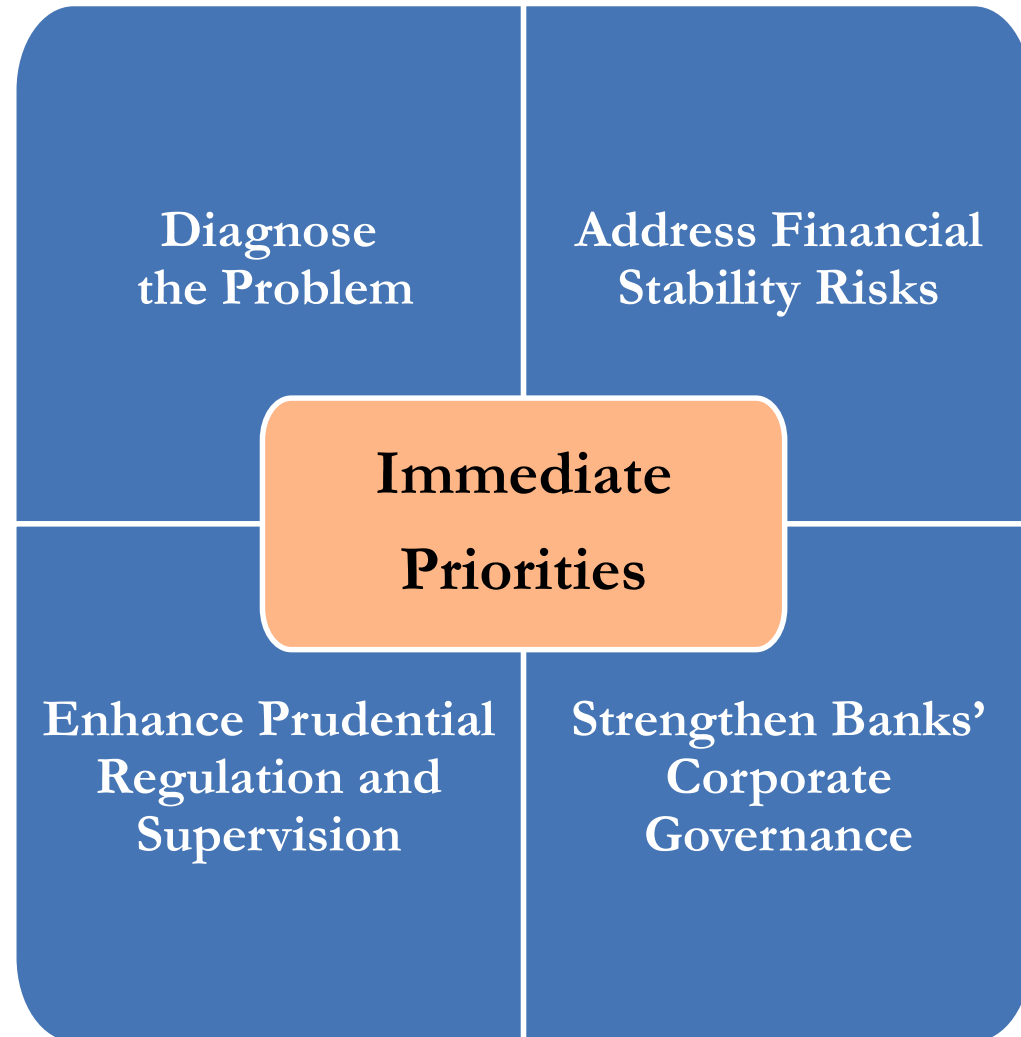 Diagnose
the Problem
Address Financial
Stability Risks
Immediate
Priorities
Enhance Prudential
Regulation and
Supervision
Strengthen Banks’
Corporate
Governance